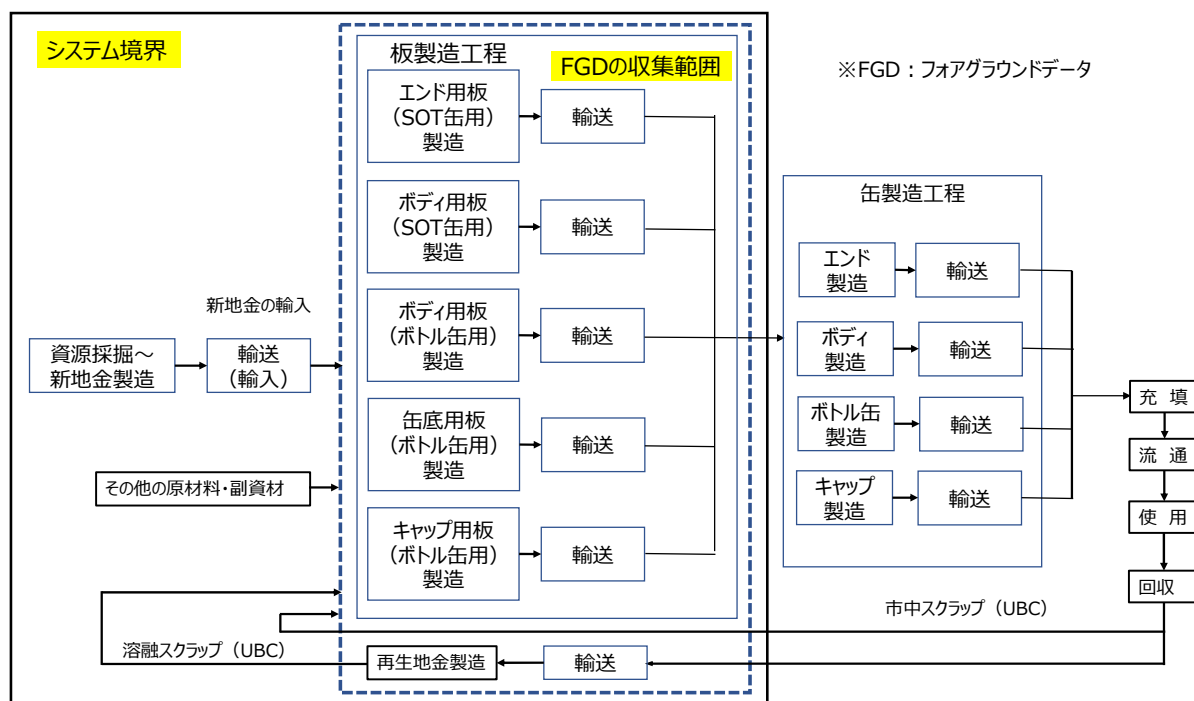 システム境界
板製造工程
FGDの収集範囲
※FGD：フォアグラウンドデータ
エンド用板
（SOT缶用）
製造
輸送
ボディ用板
（SOT缶用）
製造
輸送
ボディ用板
（ボトル缶用）
製造
輸送
缶底用板
（ボトル缶用）
製造
輸送
キャップ用板
（ボトル缶用）
製造
輸送
新地金の輸入
資源採掘～
新地金製造
輸送
（輸入）
その他の原材料・副資材
缶製造工程
エンド
製造
輸送
ボディ
製造
輸送
ボトル缶
製造
輸送
キャップ
製造
輸送
充 填
流 通
使 用
回収
市中スクラップ（UBC）
溶融スクラップ（UBC）
再生地金製造
輸送